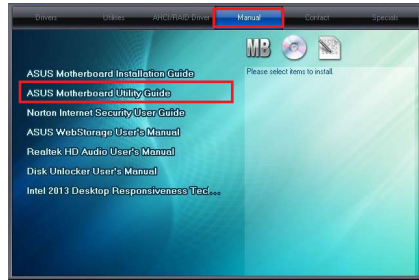 Drivers Utilities AHCI/RAID Driver Manual Contact Specials
MB
Please select items to install.
ASUS Motherboard Installation Guide
ASUS Motherboard Utility Guide
Norton Internet Security User Guide
ASUS WebStorage User's Manual
Realtek HD Audio User's Manual
Disk Unlocker User's Manual
Intel 2013 Desktop Responsiveness Tecl...